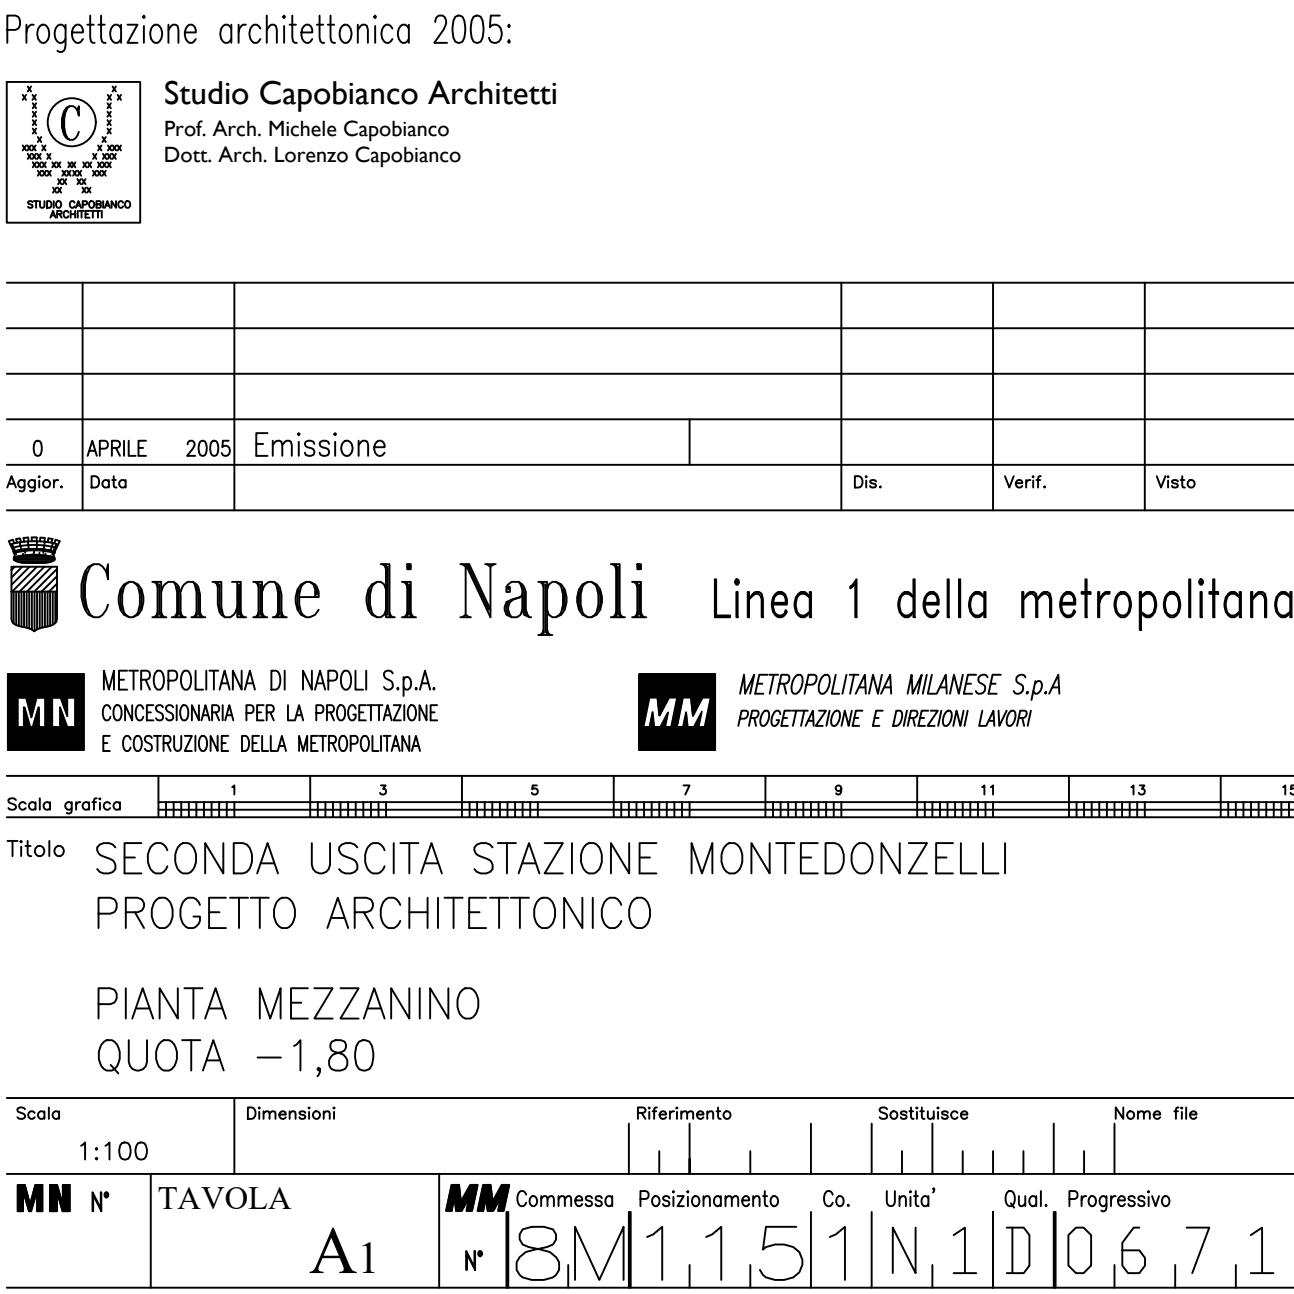 Progettazione architettonica 2005:
Studio Capobianco Architetti
Prof. Arch. Michele Capobianco
Dott. Arch. Lorenzo Capobianco
C
STUDIO CAPOBIANCO
ARCHITETTI
0 APRILE 2005 Emissione
Aggior. Data Dis. Verif. Visto
Comune di Napoli Linea 1 della metropolitana
MN METROPOLITANA DI NAPOLI S.p.A.
CONCESSIONARIA PER LA PROGETTAZIONE
E COSTRUZIONE DELLA METROPOLITANA
MM METROPOLITANA MILANESE S.p.A
PROGETTAZIONE E DIREZIONI LAVORI
Scala grafica 1 3 5 7 9 11 13 15
Titolo SECONDA USCITA STAZIONE MONTEDONZELLI
PROGETTO ARCHITETTONICO
PIANTA MEZZANINO
QUOTA -1,80
Scala Dimensioni Riferimento Sostituisce Nome file
1:100
MN N° TAVOLA MM Commessa Posizionamento Co. Unita' Qual. Progressivo
A1 N° 8M 115 1 N1 D 0671